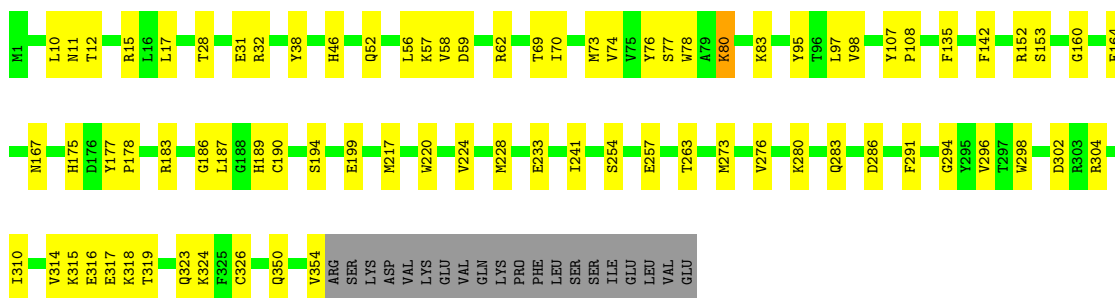 M1 L10 N11 T12 R15 L16 L17 T28 E31 R32 Y38 H46 Q52 L56 K57 V58 D59 R62 T69 I70 M73 V74 V75 Y76 S77 W78 A79 K80 K83 Y95 T96 L97 V98 Y107 P108 F135 F142 R152 S153 G160
N167 H175 D176 Y177 P178 R183 G186 L187 G188 H189 C190 S194 E199 M217 W220 V224 M228 E233 I241 S254 E257 T263 M273 V276 K280 Q283 D286 F291 G294 Y295 V296 T297 W298 D302 R303 R304
I310 V314 K315 E316 E317 K318 T319 Q323 K324 F325 C326 Q350 V354 ARG SER LYS ASP VAL LYS GLU VAL GLN LYS PRO PHE LEU SER SER ILE GLU LEU VAL GLU